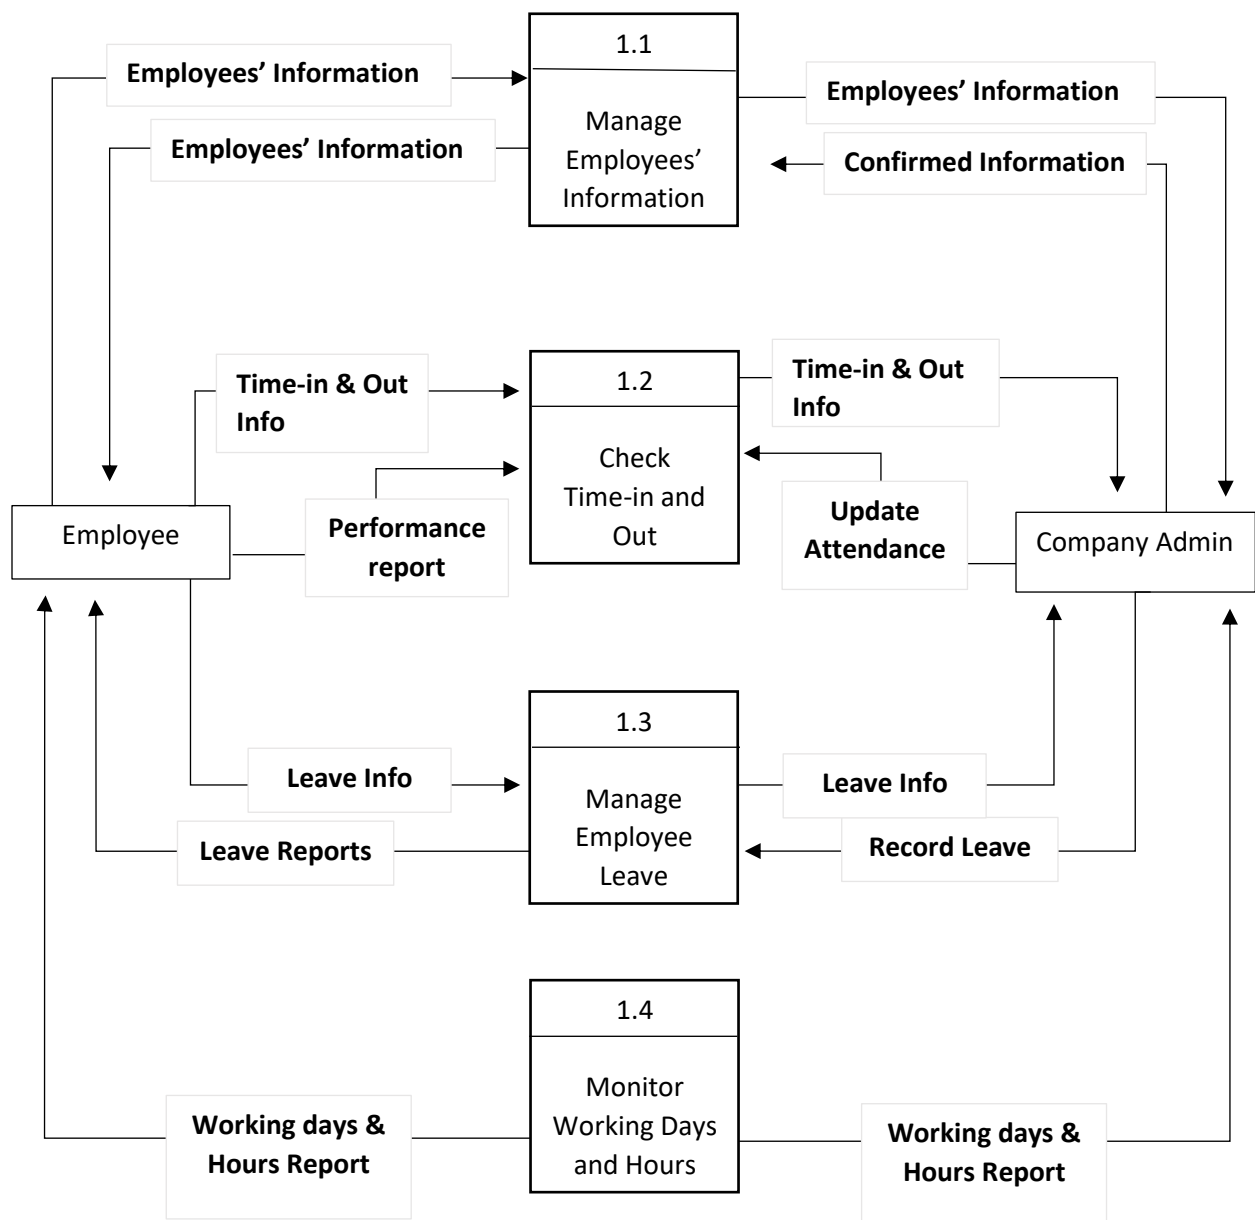 1.1
Employees’ Information
Employees’ Information
Manage
Employees’
Information
Employees’ Information
Confirmed Information
Time-in & Out
Info
1.2
Time-in & Out
Info
Check
Time-in and
Out
Employee
Performance
report
Update
Attendance
Company Admin
1.3
Leave Info
Manage
Employee
Leave
Leave Info
Leave Reports
Record Leave
1.4
Monitor
Working Days
and Hours
Working days &
Hours Report
Working days &
Hours Report